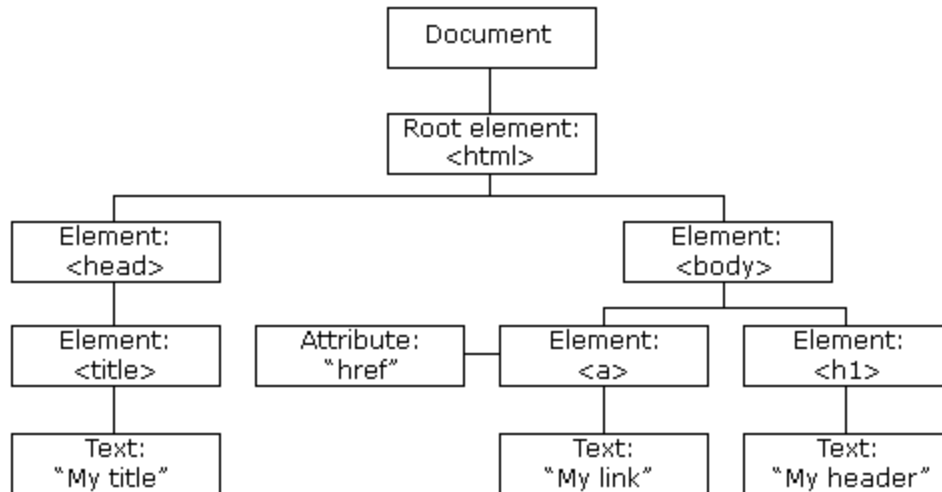 Document
Root element:
<html>
Element:
<head>
Element:
<body>
Element:
<title>
Attribute:
“href”
Element:
<a>
Element:
<h1>
Text:
“My title”
Text:
“My link”
Text:
“My header”